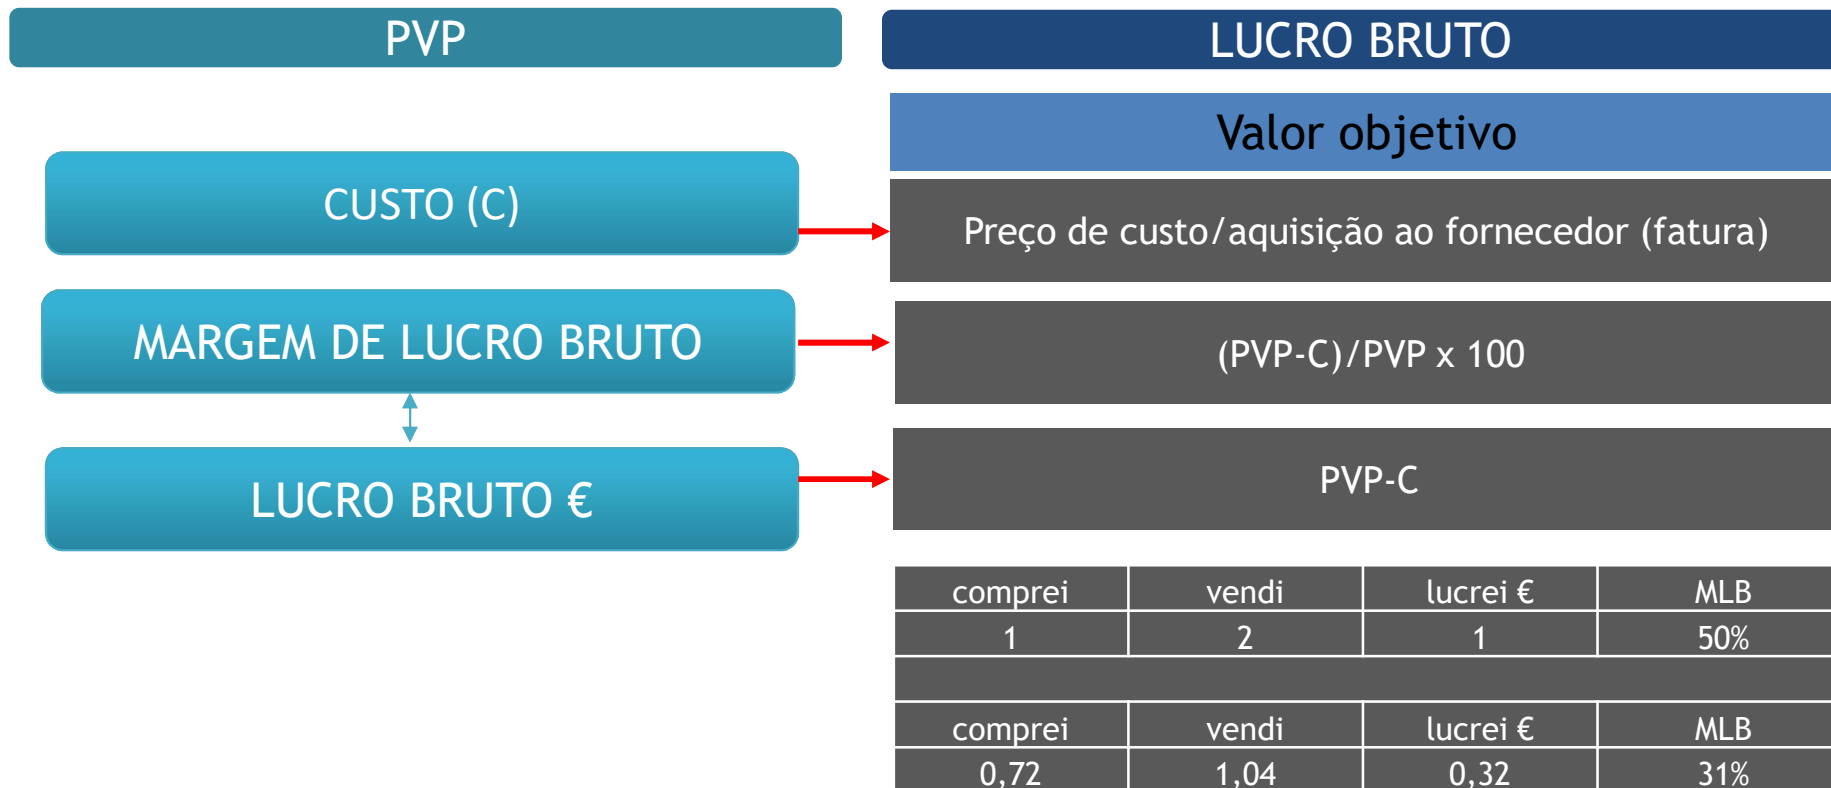 PVP
LUCRO BRUTO
Valor objetivo
CUSTO (C)
Preço de custo/aquisição ao fornecedor (fatura)
MARGEM DE LUCRO BRUTO
(PVP-C)/PVP x 100
LUCRO BRUTO €
PVP-C
comprei vendi lucrei € MLB
1 2 1 50%
comprei vendi lucrei € MLB
0,72 1,04 0,32 31%